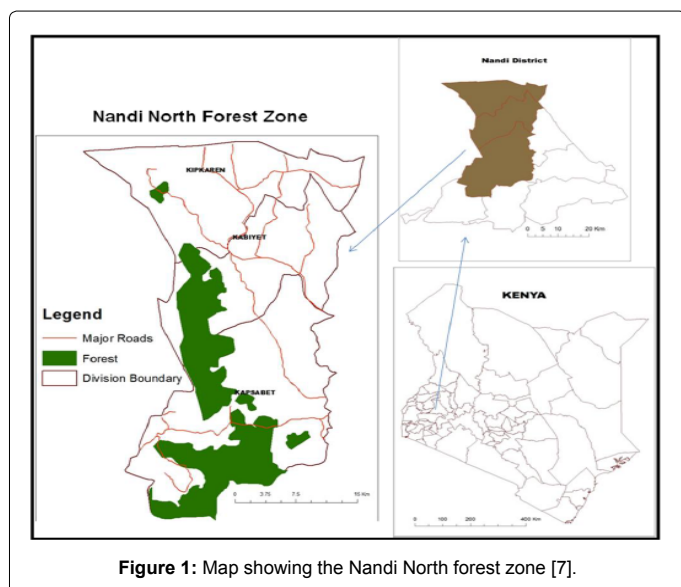 Nandi North Forest Zone
KIPKAREN
KABIYET
KAPSABET
Legend
Major Roads
Forest
Division Boundary
0 3.75 7.5 15 Km
Nandi District
0 5 10 20 Km
KENYA
0 100 200 400 Km
Figure 1: Map showing the Nandi North forest zone [7].